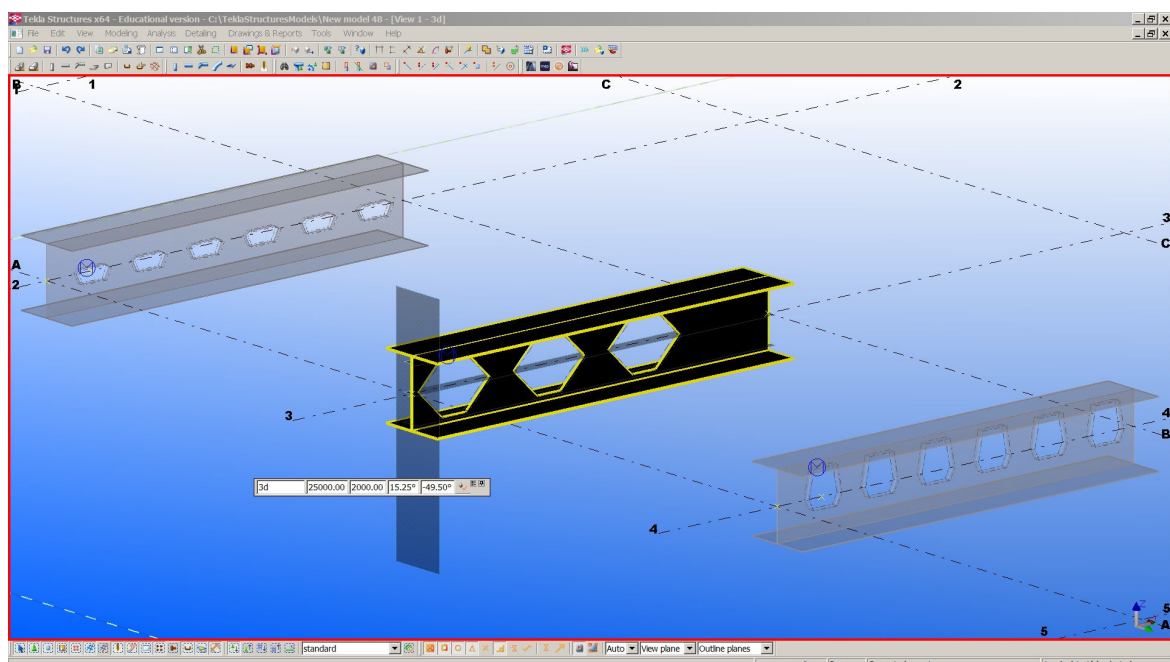 Tekla Structures x64 - Educational version - C:\TeklaStructuresModels\New model 48 - [View 1 - 3d]
File Edit View Modeling Analysis Detailing Drawings & Reports Tools Window Help
B 1 C 2
1
3
C
A
2
3
4
B
3d 25000.00 2000.00 15.25° -49.50°
4
Z
5
5 A
standard Auto View plane Outline planes